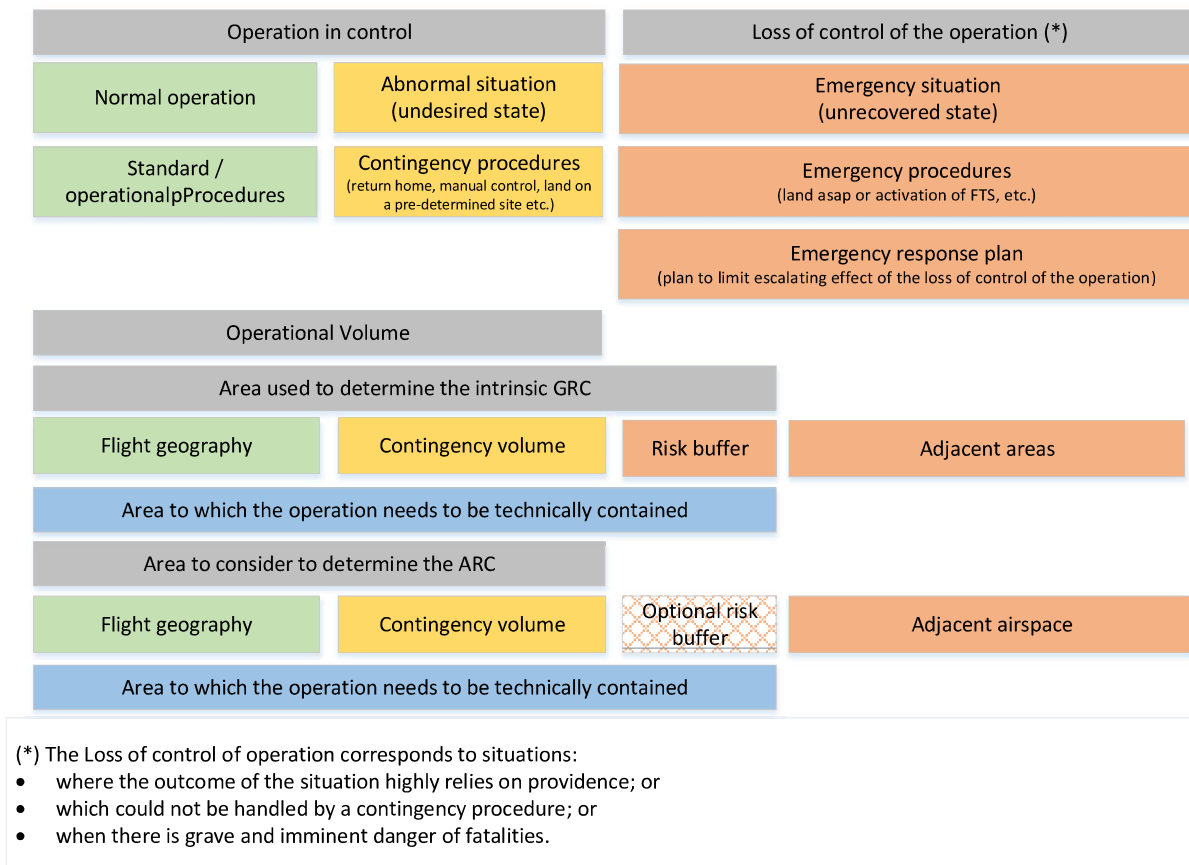 Operation in control
Loss of control of the operation (*)
Normal operation
Abnormal situation
(undesired state)
Emergency situation
(unrecovered state)
Standard /
operationalpProcedures
Contingency procedures
(return home, manual control, land on
a pre-determined site etc.)
Emergency procedures
(land asap or activation of FTS, etc.)
Emergency response plan
(plan to limit escalating effect of the loss of control of the operation)
Operational Volume
Area used to determine the intrinsic GRC
Flight geography
Contingency volume
Risk buffer
Adjacent areas
Area to which the operation needs to be technically contained
Area to consider to determine the ARC
Flight geography
Contingency volume
Optional risk
buffer
Adjacent airspace
Area to which the operation needs to be technically contained
(*) The Loss of control of operation corresponds to situations:
• where the outcome of the situation highly relies on providence; or
• which could not be handled by a contingency procedure; or
• when there is grave and imminent danger of fatalities.